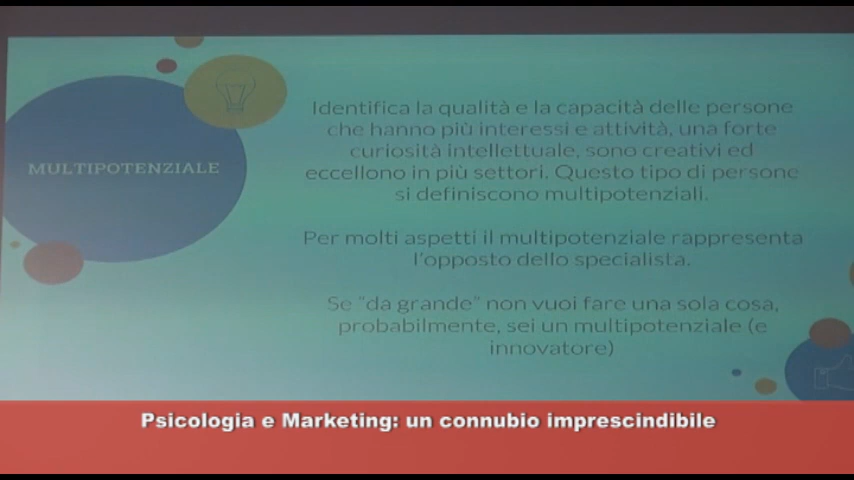 MULTIPOTENZIALE
Identifica la qualità e la capacità delle persone
che hanno più interessi e attività, una forte
curiosità intellettuale, sono creativi ed
eccellono in più settori. Questo tipo di persone
si definiscono multipotenziali.
Per molti aspetti il multipotenziale rappresenta
l'opposto dello specialista.
Se "da grande" non vuoi fare una sola cosa,
probabilmente, sei un multipotenziale (e
innovatore)
Psicologia e Marketing: un connubio imprescindibile